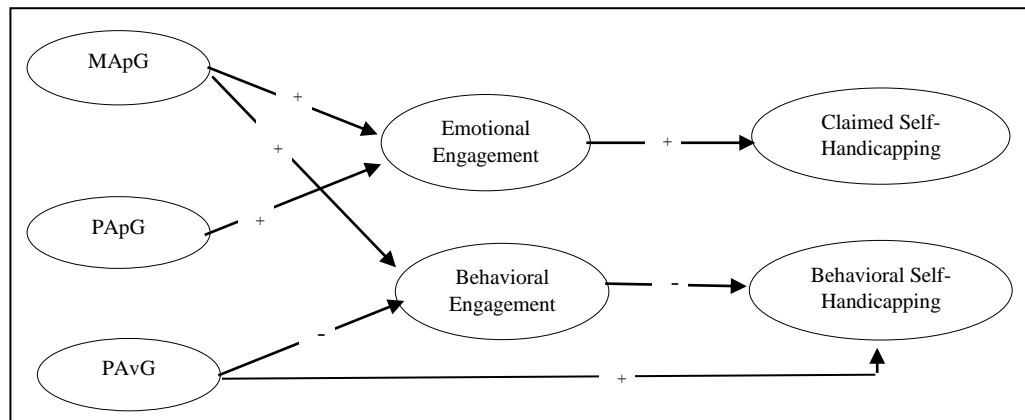 MApG
+
Emotional
Engagement
+
Claimed Self-
Handicapping
+
PApG
+
Behavioral
Engagement
-
Behavioral Self-
Handicapping
-
PAvG
+